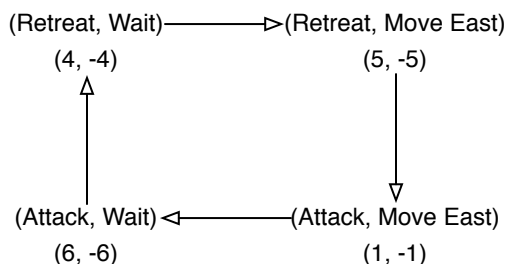 (Retreat, Wait) (Retreat, Move East)
(4, -4) (5, -5)
(Attack, Wait) (Attack, Move East)
(6, -6) (1, -1)